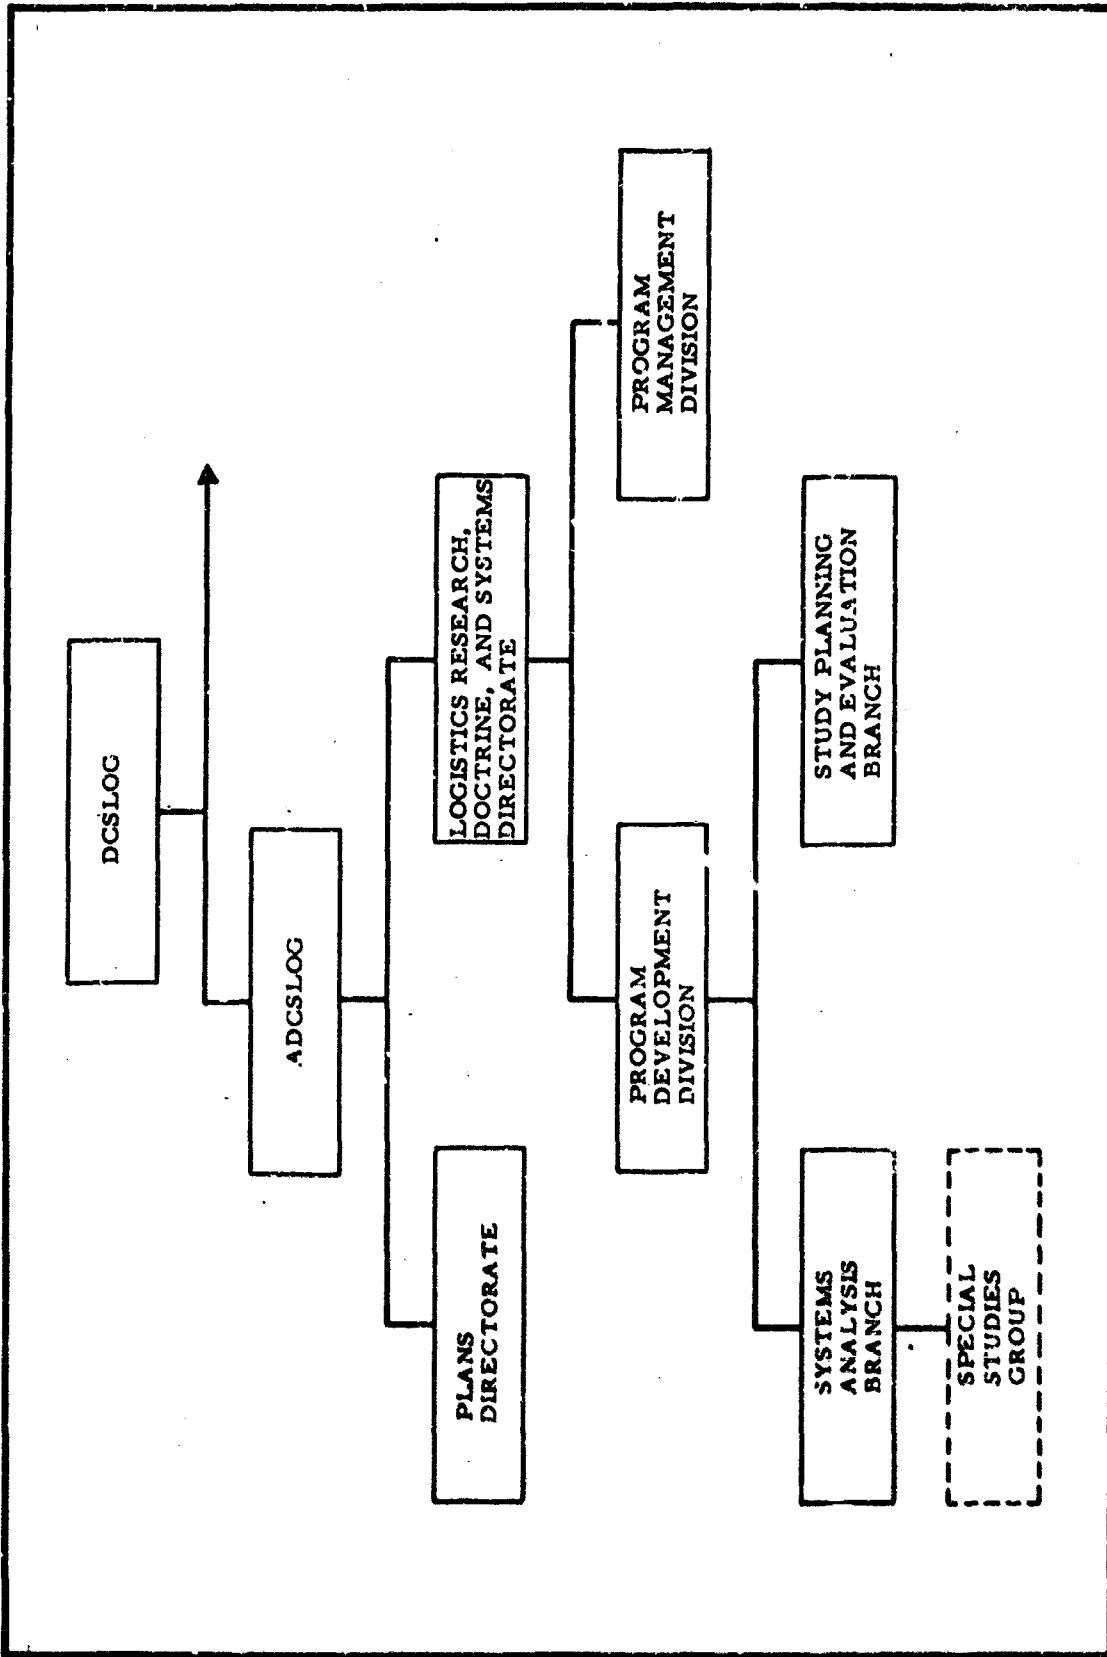 DCSLOG
ADCSLOG
PLANS
DIRECTORATE
LOGISTICS RESEARCH,
DOCTRINE, AND SYSTEMS
DIRECTORATE
PROGRAM
DEVELOPMENT
DIVISION
PROGRAM
MANAGEMENT
DIVISION
SYSTEMS
ANALYSIS
BRANCH
STUDY PLANNING
AND EVALUATION
BRANCH
SPECIAL
STUDIES
GROUP